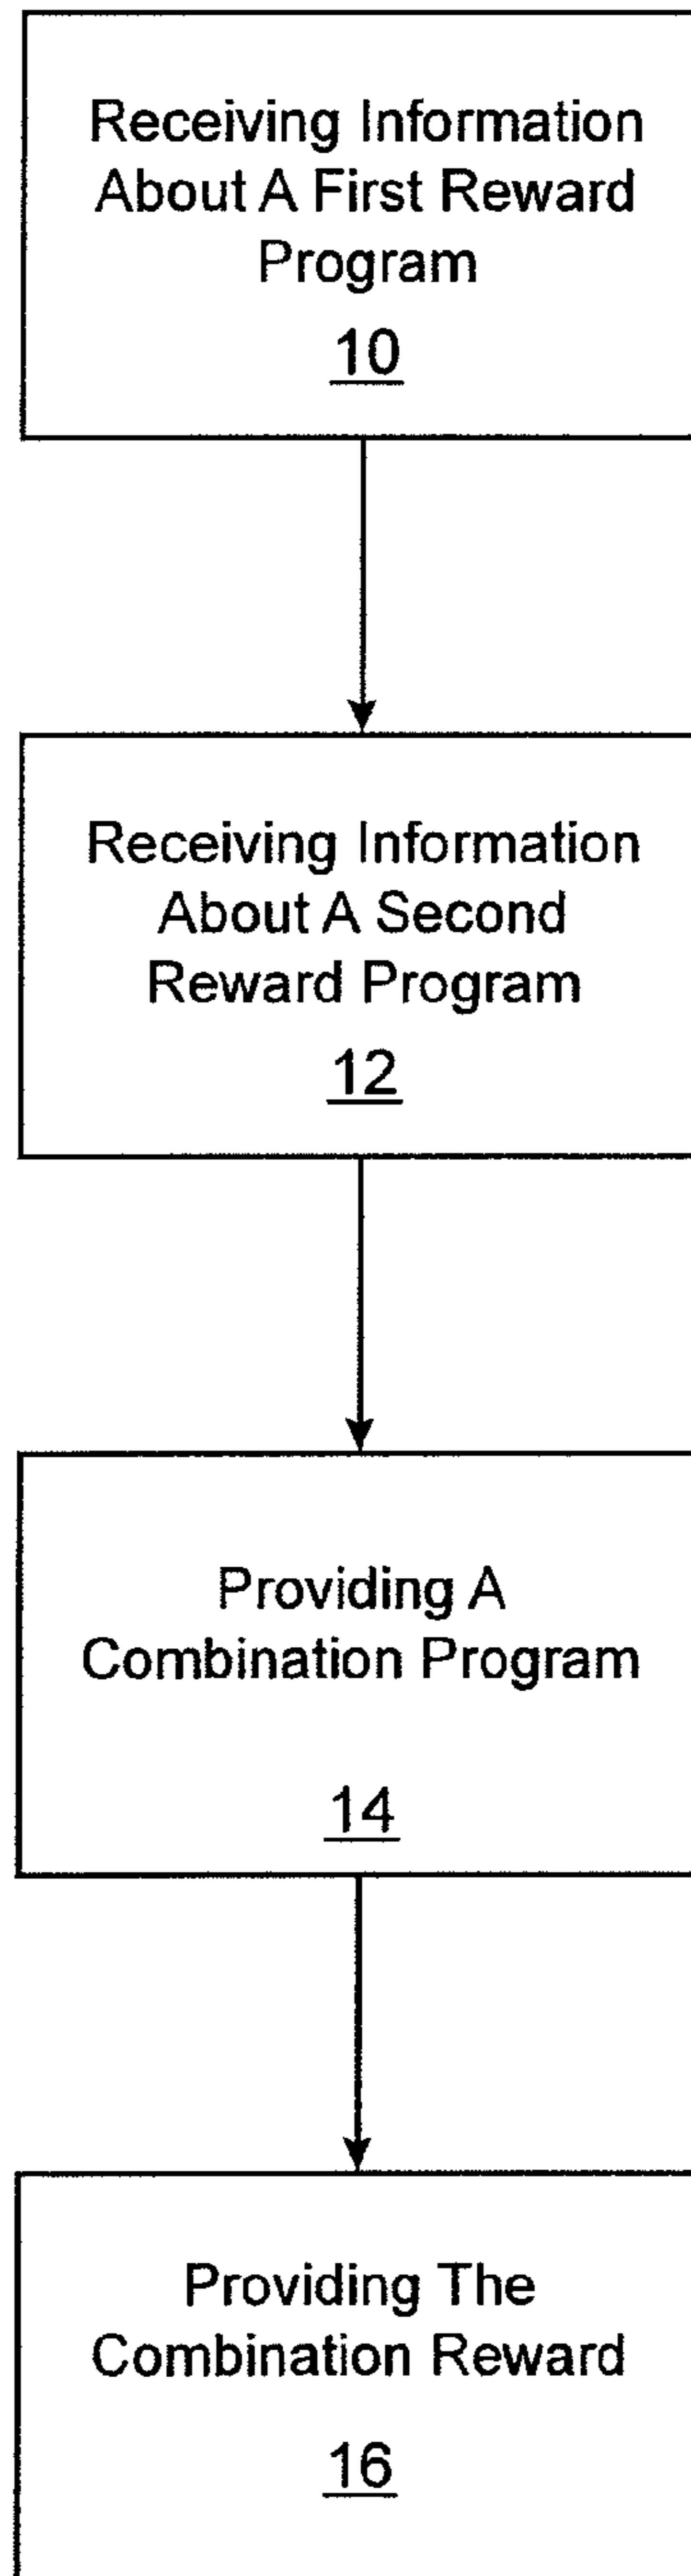 Receiving Information
About A First Reward
Program
10
Receiving Information
About A Second
Reward Program
12
Providing A
Combination Program
14
Providing The
Combination Reward
16